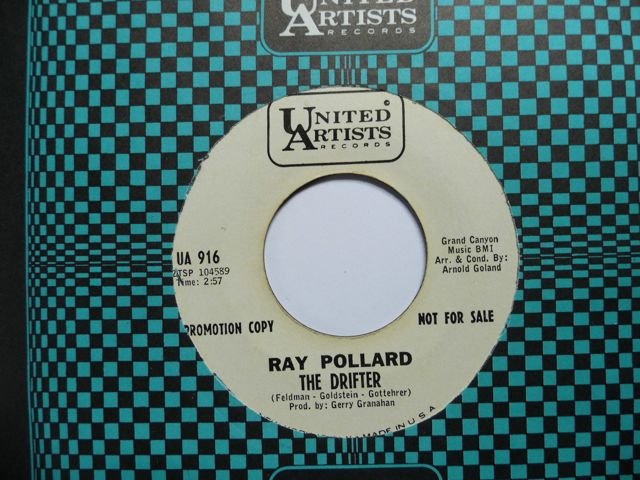 UNITED
ARTISTS
RECORDS
UNITED
ARTISTS
RECORDS
UA 916
ZTSP 104589
Time: 2:57
Grand Canyon
Music BMI
Arr. & Cond. By:
Arnold Goland
PROMOTION COPY
NOT FOR SALE
RAY POLLARD
THE DRIFTER
(Feldman - Goldstein - Gottehrer)
Prod. by: Gerry Granahan
MADE IN U.S.A